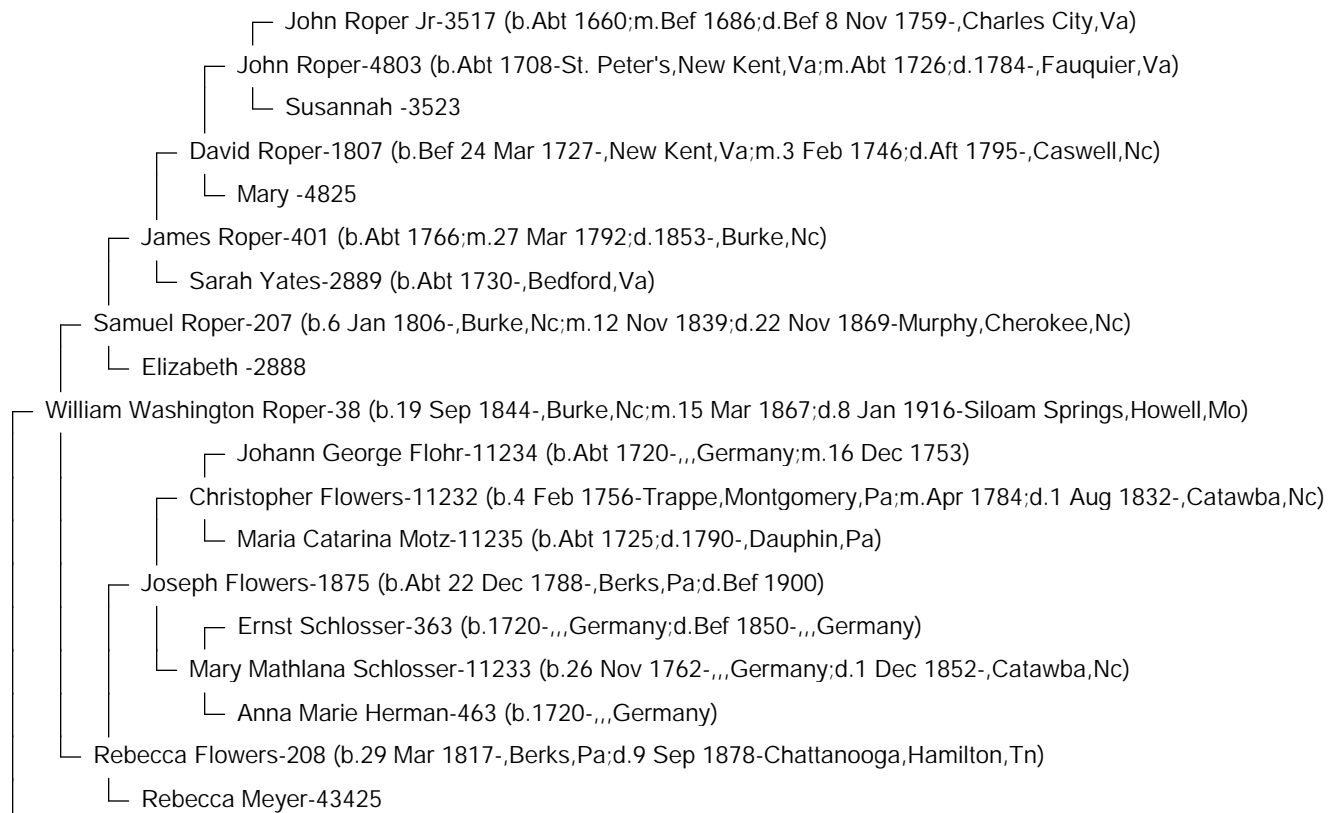 John Roper Jr-3517 (b.Abt 1660;m.Bef 1686;d.Bef 8 Nov 1759-,Charles City,Va)
John Roper-4803 (b.Abt 1708-St. Peter's,New Kent,Va;m.Abt 1726;d.1784-,Fauquier,Va)
Susannah -3523
David Roper-1807 (b.Bef 24 Mar 1727-,New Kent,Va;m.3 Feb 1746;d.Aft 1795-,Caswell,Nc)
Mary -4825
James Roper-401 (b.Abt 1766;m.27 Mar 1792;d.1853-,Burke,Nc)
Sarah Yates-2889 (b.Abt 1730-,Bedford,Va)
Samuel Roper-207 (b.6 Jan 1806-,Burke,Nc;m.12 Nov 1839;d.22 Nov 1869-Murphy,Cherokee,Nc)
Elizabeth -2888
William Washington Roper-38 (b.19 Sep 1844-,Burke,Nc;m.15 Mar 1867;d.8 Jan 1916-Siloam Springs,Howell,Mo)
Johann George Flohr-11234 (b.Abt 1720-,,,Germany;m.16 Dec 1753)
Christopher Flowers-11232 (b.4 Feb 1756-Trappe,Montgomery,Pa;m.Apr 1784;d.1 Aug 1832-,Catawba,Nc)
Maria Catarina Motz-11235 (b.Abt 1725;d.1790-,Dauphin,Pa)
Joseph Flowers-1875 (b.Abt 22 Dec 1788-,Berks,Pa;d.Bef 1900)
Ernst Schlosser-363 (b.1720-,,,Germany;d.Bef 1850-,,,Germany)
Mary Mathlana Schlosser-11233 (b.26 Nov 1762-,,,Germany;d.1 Dec 1852-,Catawba,Nc)
Anna Marie Herman-463 (b.1720-,,,Germany)
Rebecca Flowers-208 (b.29 Mar 1817-,Berks,Pa;d.9 Sep 1878-Chattanooga,Hamilton,Tn)
Rebecca Meyer-43425